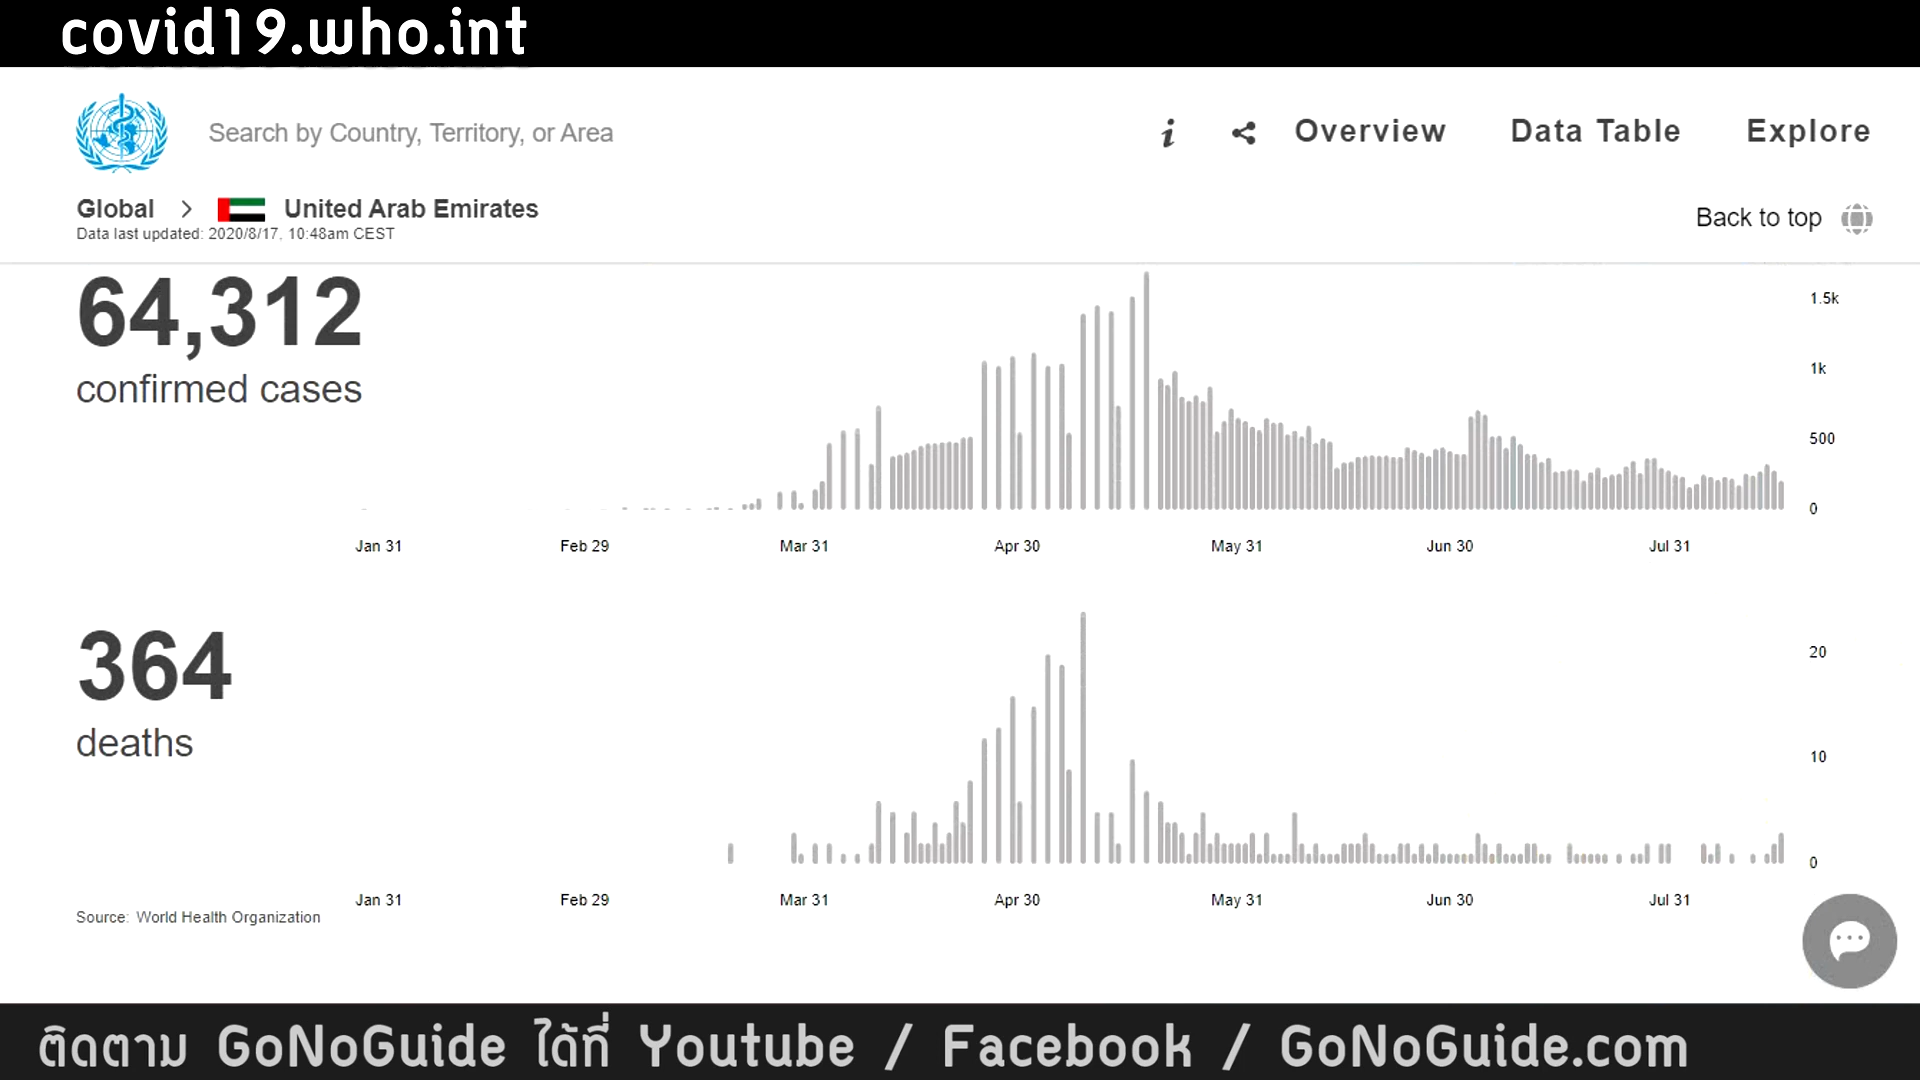 covid19.who.int
Search by Country, Territory, or Area
i
Overview
Data Table
Explore
Global > United Arab Emirates
Data last updated: 2020/8/17, 10:48am CEST
Back to top
64,312
confirmed cases
1.5k
1k
500
0
Jan 31
Feb 29
Mar 31
Apr 30
May 31
Jun 30
Jul 31
364
deaths
20
10
0
Jan 31
Feb 29
Mar 31
Apr 30
May 31
Jun 30
Jul 31
Source: World Health Organization
ติดตาม GoNoGuide ได้ที่ Youtube / Facebook / GoNoGuide.com